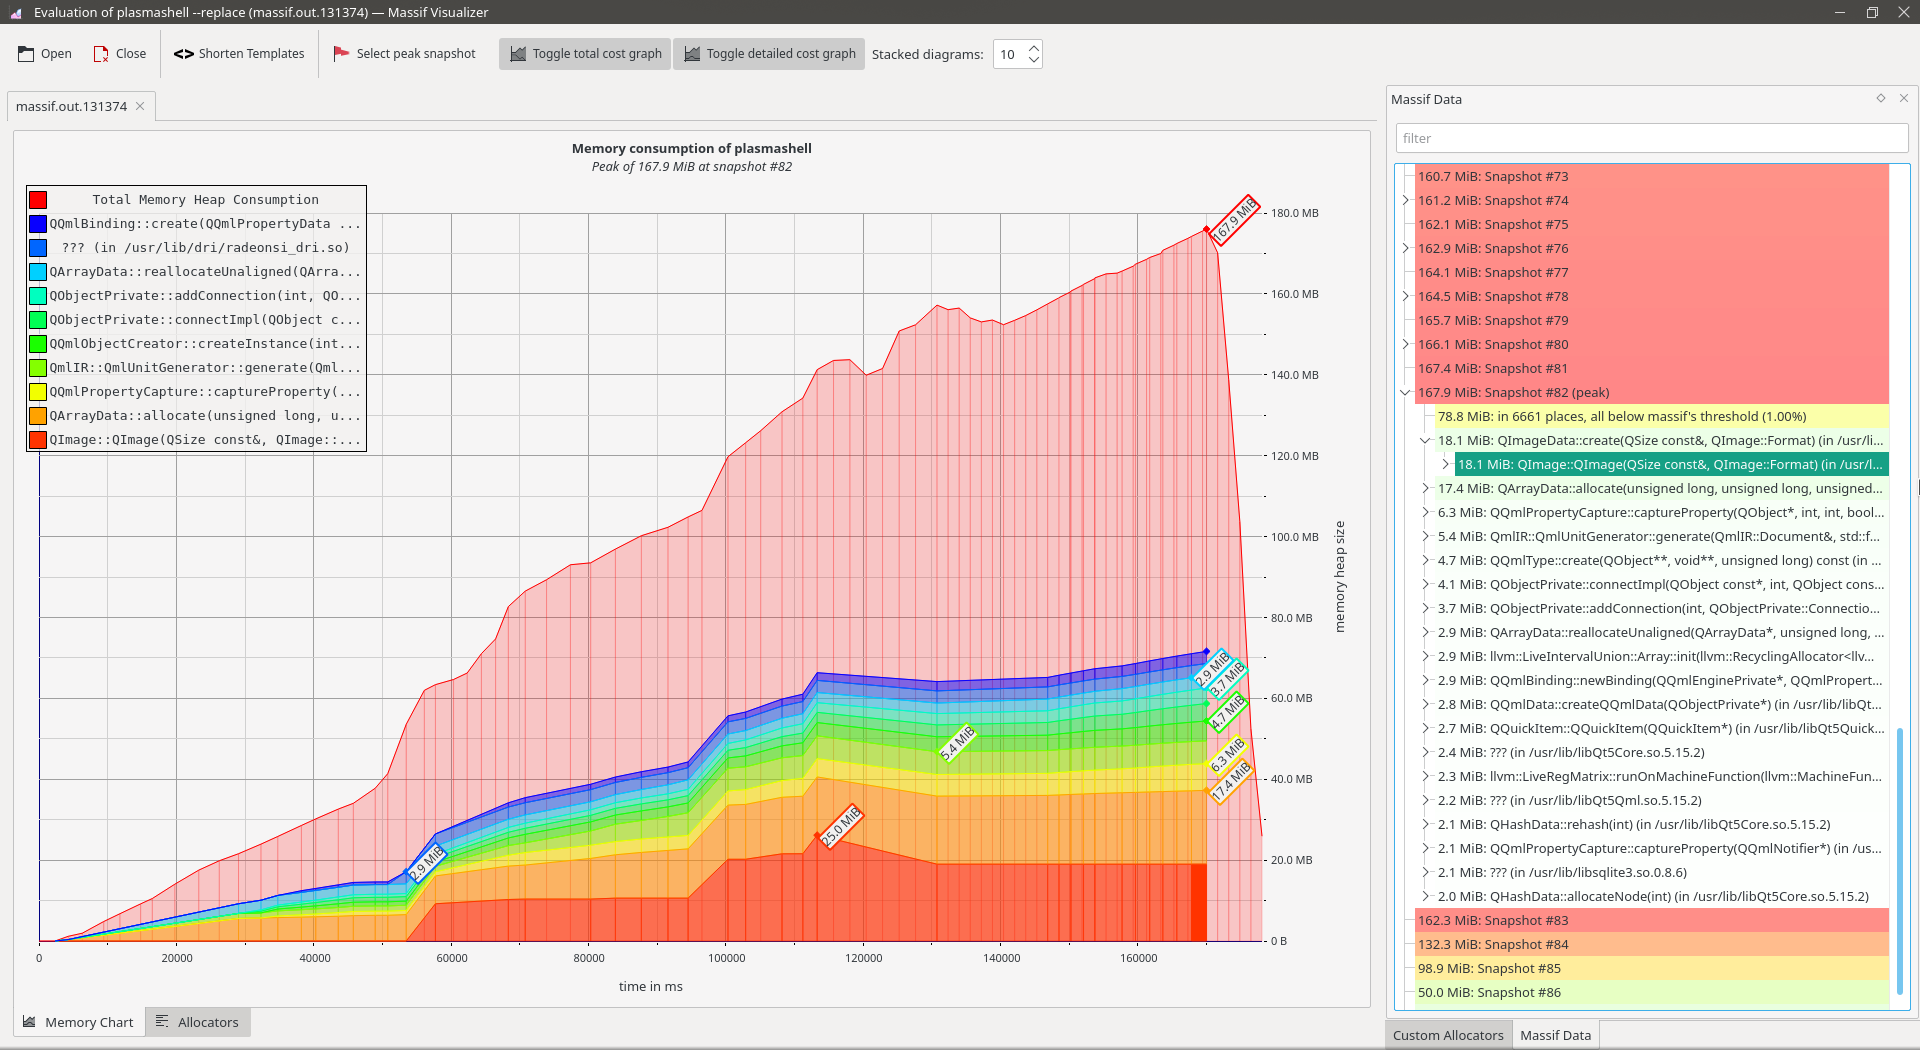 Evaluation of plasmashell --replace (massif.out.131374) — Massif Visualizer
Open
Close
<> Shorten Templates
Select peak snapshot
Toggle total cost graph
Toggle detailed cost graph
Stacked diagrams:
10
massif.out.131374
Memory consumption of plasmashell
Peak of 167.9 MiB at snapshot #82
Total Memory Heap Consumption
QQmlBinding::create(QQmlPropertyData ...
??? (in /usr/lib/dri/radeonsi_dri.so)
QArrayData::reallocateUnaligned(QArra...
QObjectPrivate::addConnection(int, QO...
QObjectPrivate::connectImpl(QObject c...
QQmlObjectCreator::createInstance(int...
QmlIR::QmlUnitGenerator::generate(Qml...
QQmlPropertyCapture::captureProperty(...
QArrayData::allocate(unsigned long, u...
QImage::QImage(QSize const&, QImage::...
167.9 MiB
2.9 MiB
3.7 MiB
4.7 MiB
5.4 MiB
6.3 MiB
17.4 MiB
25.0 MiB
2.9 MiB
180.0 MB
160.0 MB
140.0 MB
120.0 MB
100.0 MB
80.0 MB
60.0 MB
40.0 MB
20.0 MB
0 B
memory heap size
0
20000
40000
60000
80000
100000
120000
140000
160000
time in ms
Memory Chart
Allocators
Massif Data
filter
160.7 MiB: Snapshot #73
161.2 MiB: Snapshot #74
162.1 MiB: Snapshot #75
162.9 MiB: Snapshot #76
164.1 MiB: Snapshot #77
164.5 MiB: Snapshot #78
165.7 MiB: Snapshot #79
166.1 MiB: Snapshot #80
167.4 MiB: Snapshot #81
167.9 MiB: Snapshot #82 (peak)
78.8 MiB: in 6661 places, all below massif's threshold (1.00%)
18.1 MiB: QImageData::create(QSize const&, QImage::Format) (in /usr/li...
18.1 MiB: QImage::QImage(QSize const&, QImage::Format) (in /usr/l...
17.4 MiB: QArrayData::allocate(unsigned long, unsigned long, unsigned...
6.3 MiB: QQmlPropertyCapture::captureProperty(QObject*, int, int, bool...
5.4 MiB: QmlIR::QmlUnitGenerator::generate(QmlIR::Document&, std::f...
4.7 MiB: QQmlType::create(QObject**, void**, unsigned long) const (in ...
4.1 MiB: QObjectPrivate::connectImpl(QObject const*, int, QObject cons...
3.7 MiB: QObjectPrivate::addConnection(int, QObjectPrivate::Connectio...
2.9 MiB: QArrayData::reallocateUnaligned(QArrayData*, unsigned long, ...
2.9 MiB: llvm::LiveIntervalUnion::Array::init(llvm::RecyclingAllocator<llv...
2.9 MiB: QQmlBinding::newBinding(QQmlEnginePrivate*, QQmlPropert...
2.8 MiB: QQmlData::createQQmlData(QObjectPrivate*) (in /usr/lib/libQt...
2.7 MiB: QQuickItem::QQuickItem(QQuickItem*) (in /usr/lib/libQt5Quick...
2.4 MiB: ??? (in /usr/lib/libQt5Core.so.5.15.2)
2.3 MiB: llvm::LiveRegMatrix::runOnMachineFunction(llvm::MachineFun...
2.2 MiB: ??? (in /usr/lib/libQt5Qml.so.5.15.2)
2.1 MiB: QHashData::rehash(int) (in /usr/lib/libQt5Core.so.5.15.2)
2.1 MiB: QQmlPropertyCapture::captureProperty(QQmlNotifier*) (in /us...
2.1 MiB: ??? (in /usr/lib/libsqlite3.so.0.8.6)
2.0 MiB: QHashData::allocateNode(int) (in /usr/lib/libQt5Core.so.5.15.2)
162.3 MiB: Snapshot #83
132.3 MiB: Snapshot #84
98.9 MiB: Snapshot #85
50.0 MiB: Snapshot #86
Custom Allocators
Massif Data